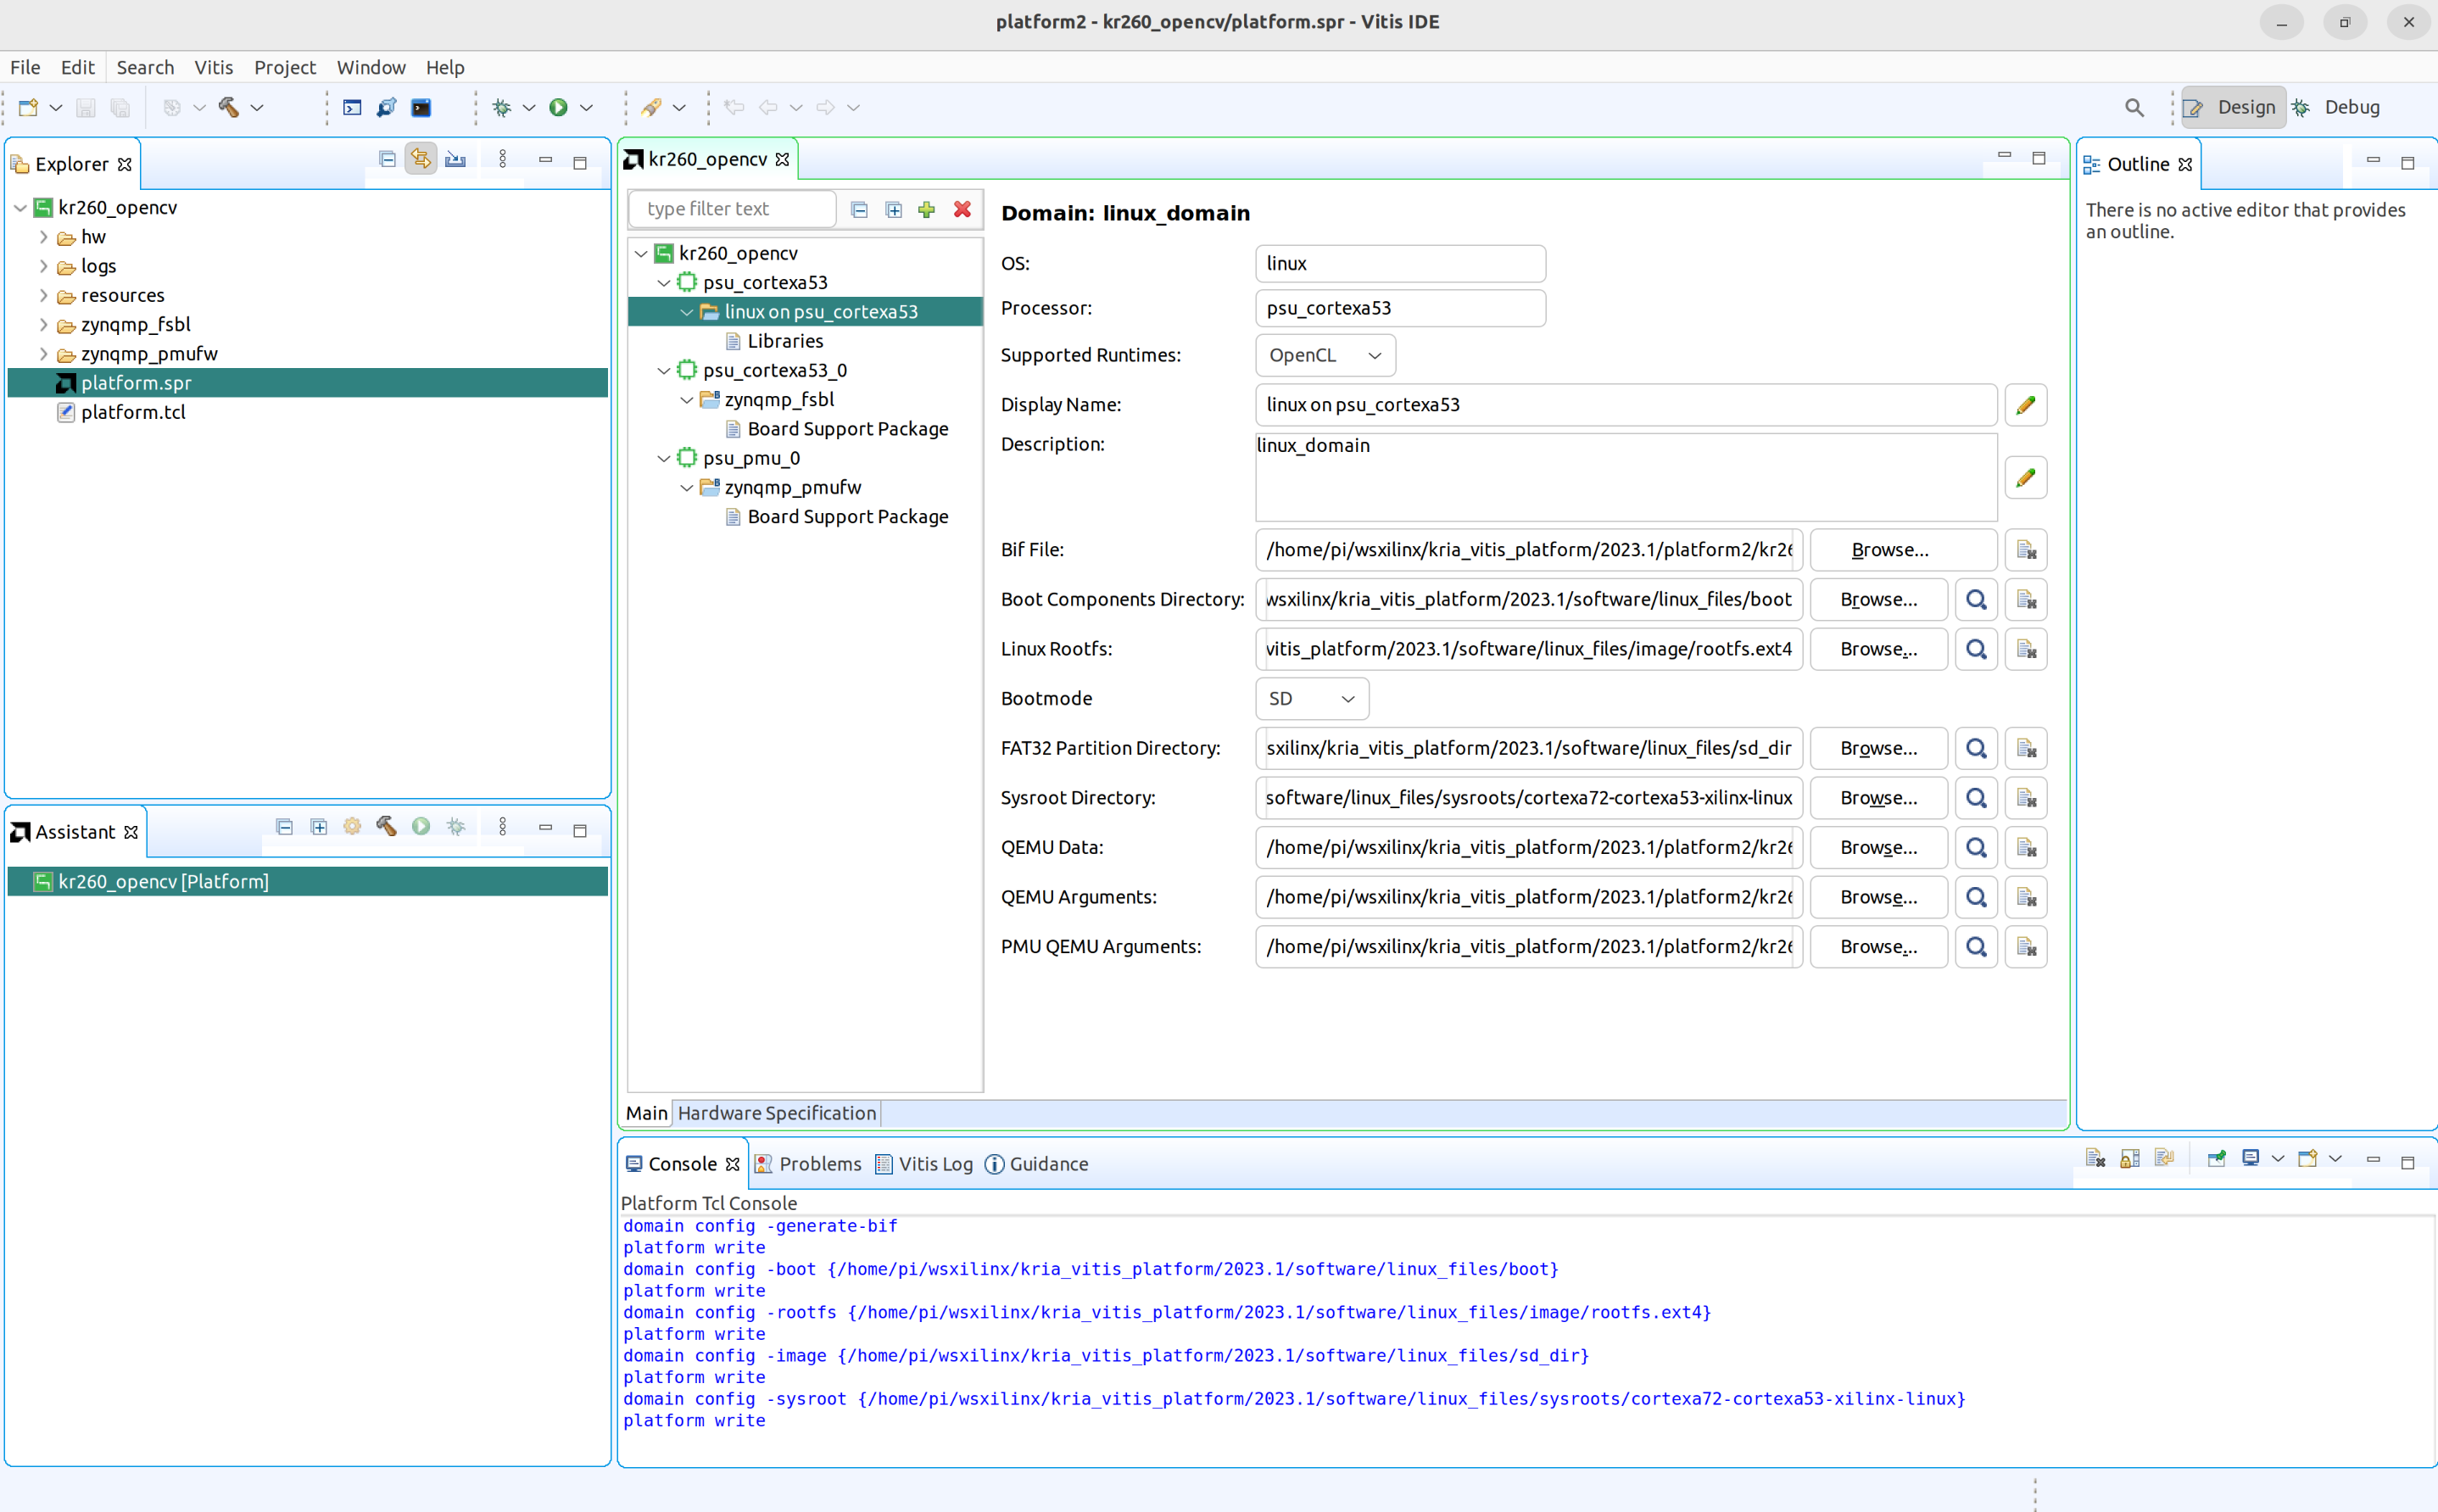 platform2 - kr260_opencv/platform.spr - Vitis IDE
File Edit Search Vitis Project Window Help
Design Debug
Explorer
kr260_opencv
hw
logs
resources
zynqmp_fsbl
zynqmp_pmufw
platform.spr
platform.tcl
Assistant
kr260_opencv [Platform]
kr260_opencv
type filter text
kr260_opencv
psu_cortexa53
linux on psu_cortexa53
Libraries
psu_cortexa53_0
zynqmp_fsbl
Board Support Package
psu_pmu_0
zynqmp_pmufw
Board Support Package
Domain: linux_domain
OS: linux
Processor: psu_cortexa53
Supported Runtimes: OpenCL
Display Name: linux on psu_cortexa53
Description: linux_domain
Bif File: /home/pi/wsxilinx/kria_vitis_platform/2023.1/platform2/kr26 Browse...
Boot Components Directory: wsxilinx/kria_vitis_platform/2023.1/software/linux_files/boot Browse...
Linux Rootfs: vitis_platform/2023.1/software/linux_files/image/rootfs.ext4 Browse...
Bootmode SD
FAT32 Partition Directory: sxilinx/kria_vitis_platform/2023.1/software/linux_files/sd_dir Browse...
Sysroot Directory: software/linux_files/sysroots/cortexa72-cortexa53-xilinx-linux Browse...
QEMU Data: /home/pi/wsxilinx/kria_vitis_platform/2023.1/platform2/kr26 Browse...
QEMU Arguments: /home/pi/wsxilinx/kria_vitis_platform/2023.1/platform2/kr26 Browse...
PMU QEMU Arguments: /home/pi/wsxilinx/kria_vitis_platform/2023.1/platform2/kr26 Browse...
Main Hardware Specification
Outline
There is no active editor that provides
an outline.
Console Problems Vitis Log Guidance
Platform Tcl Console
domain config -generate-bif
platform write
domain config -boot {/home/pi/wsxilinx/kria_vitis_platform/2023.1/software/linux_files/boot}
platform write
domain config -rootfs {/home/pi/wsxilinx/kria_vitis_platform/2023.1/software/linux_files/image/rootfs.ext4}
platform write
domain config -image {/home/pi/wsxilinx/kria_vitis_platform/2023.1/software/linux_files/sd_dir}
platform write
domain config -sysroot {/home/pi/wsxilinx/kria_vitis_platform/2023.1/software/linux_files/sysroots/cortexa72-cortexa53-xilinx-linux}
platform write